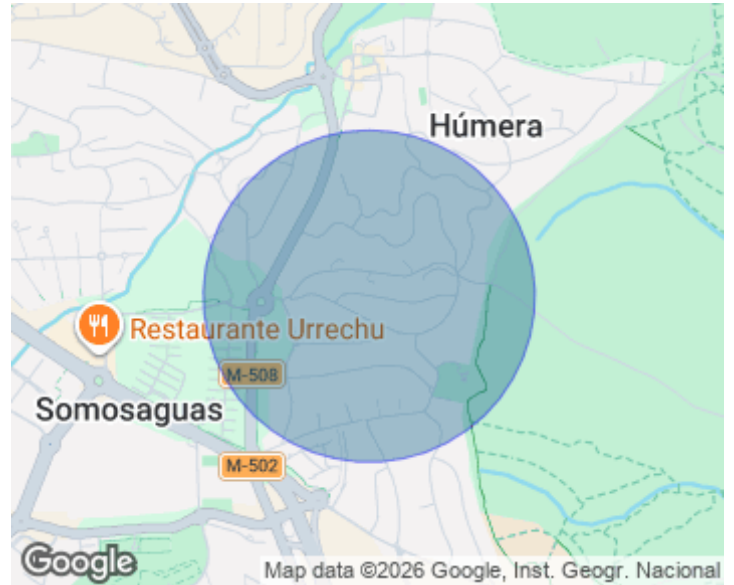 Húmera
Restaurante Urrechu
M-508
Somosaguas
M-502
Google
Map data ©2026 Google, Inst. Geogr. Nacional